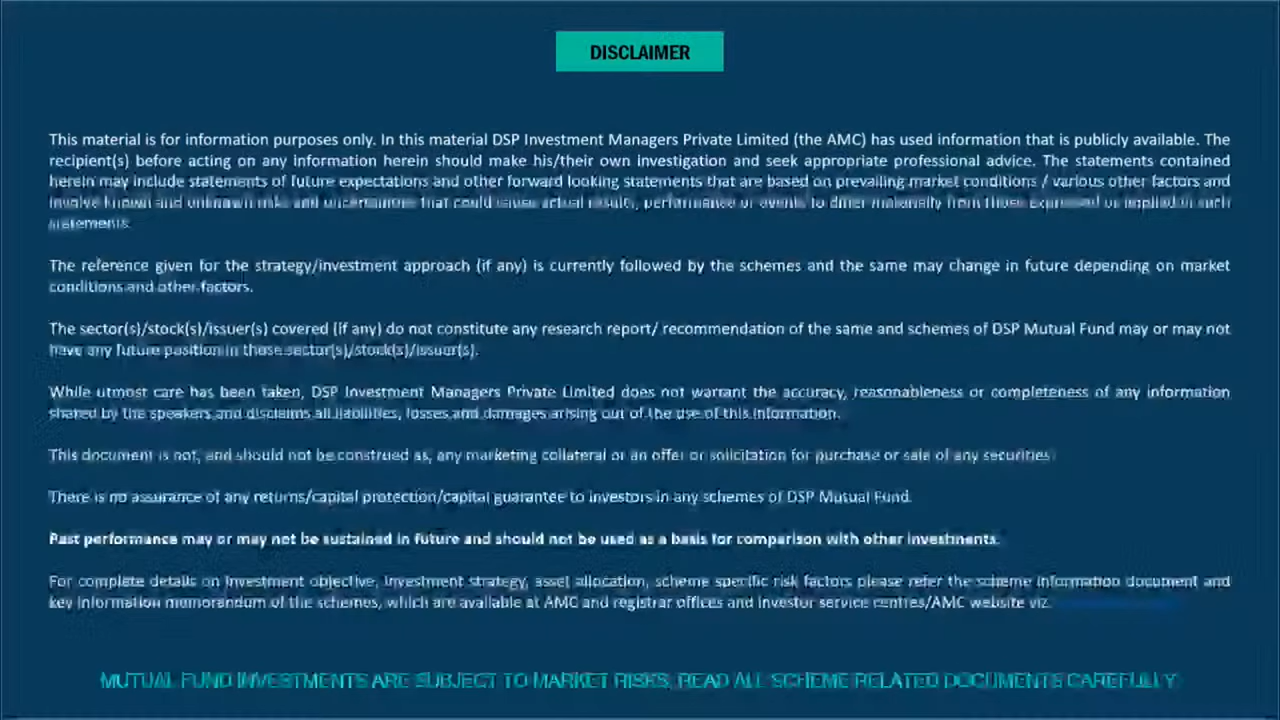 DISCLAIMER
This material is for information purposes only. In this material DSP Investment Managers Private Limited (the AMC) has used information that is publicly available. The
recipient(s) before acting on any information herein should make his/their own investigation and seek appropriate professional advice. The statements contained
herein may include statements of future expectations and other forward looking statements that are based on prevailing market conditions / various other factors and
involve known and unknown risks and uncertainties that could cause actual results, performance or events to differ materially from those expressed or implied in such
statements.
The reference given for the strategy/investment approach (if any) is currently followed by the schemes and the same may change in future depending on market
conditions and other factors.
The sector(s)/stock(s)/issuer(s) covered (if any) do not constitute any research report/ recommendation of the same and schemes of DSP Mutual Fund may or may not
have any future position in these sector(s)/stock(s)/issuer(s).
While utmost care has been taken, DSP Investment Managers Private Limited does not warrant the accuracy, reasonableness or completeness of any information
shared by the speakers and disclaims all liabilities, losses and damages arising out of the use of this information.
This document is not, and should not be construed as, any marketing collateral or an offer or solicitation for purchase or sale of any securities.
There is no assurance of any returns/capital protection/capital guarantee to investors in any schemes of DSP Mutual Fund.
Past performance may or may not be sustained in future and should not be used as a basis for comparison with other investments.
For complete details on investment objective, investment strategy, asset allocation, scheme specific risk factors please refer the scheme information document and
key information memorandum of the schemes, which are available at AMC and registrar offices and investor service centres/AMC website viz.
MUTUAL FUND INVESTMENTS ARE SUBJECT TO MARKET RISKS, READ ALL SCHEME RELATED DOCUMENTS CAREFULLY